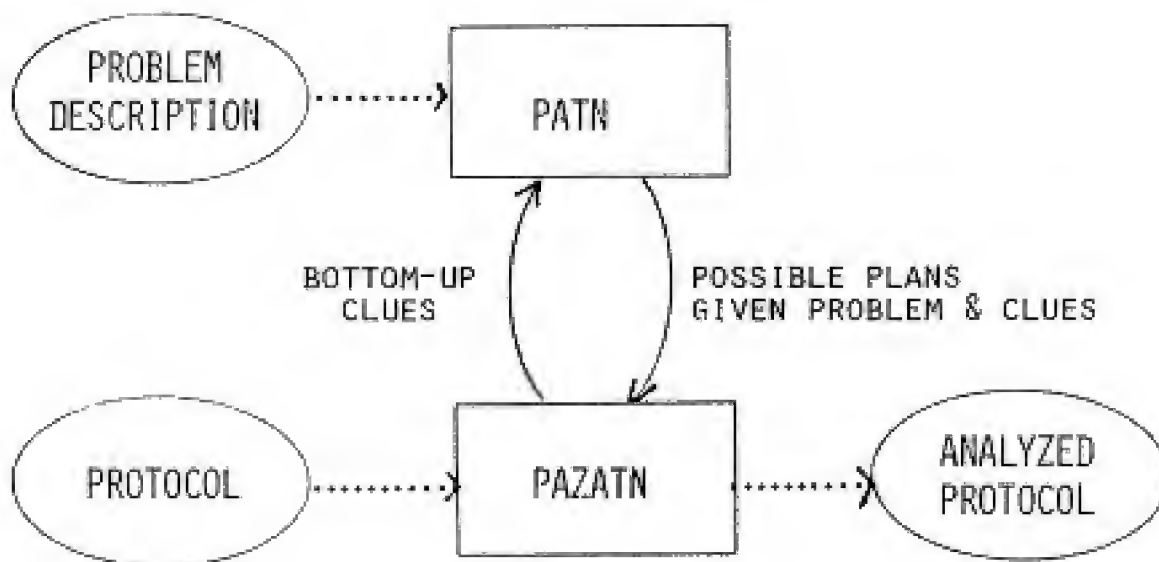 PROBLEM
DESCRIPTION
PATN
BOTTOM-UP
CLUES
POSSIBLE PLANS
GIVEN PROBLEM & CLUES
PROTOCOL
PAZATN
ANALYZED
PROTOCOL